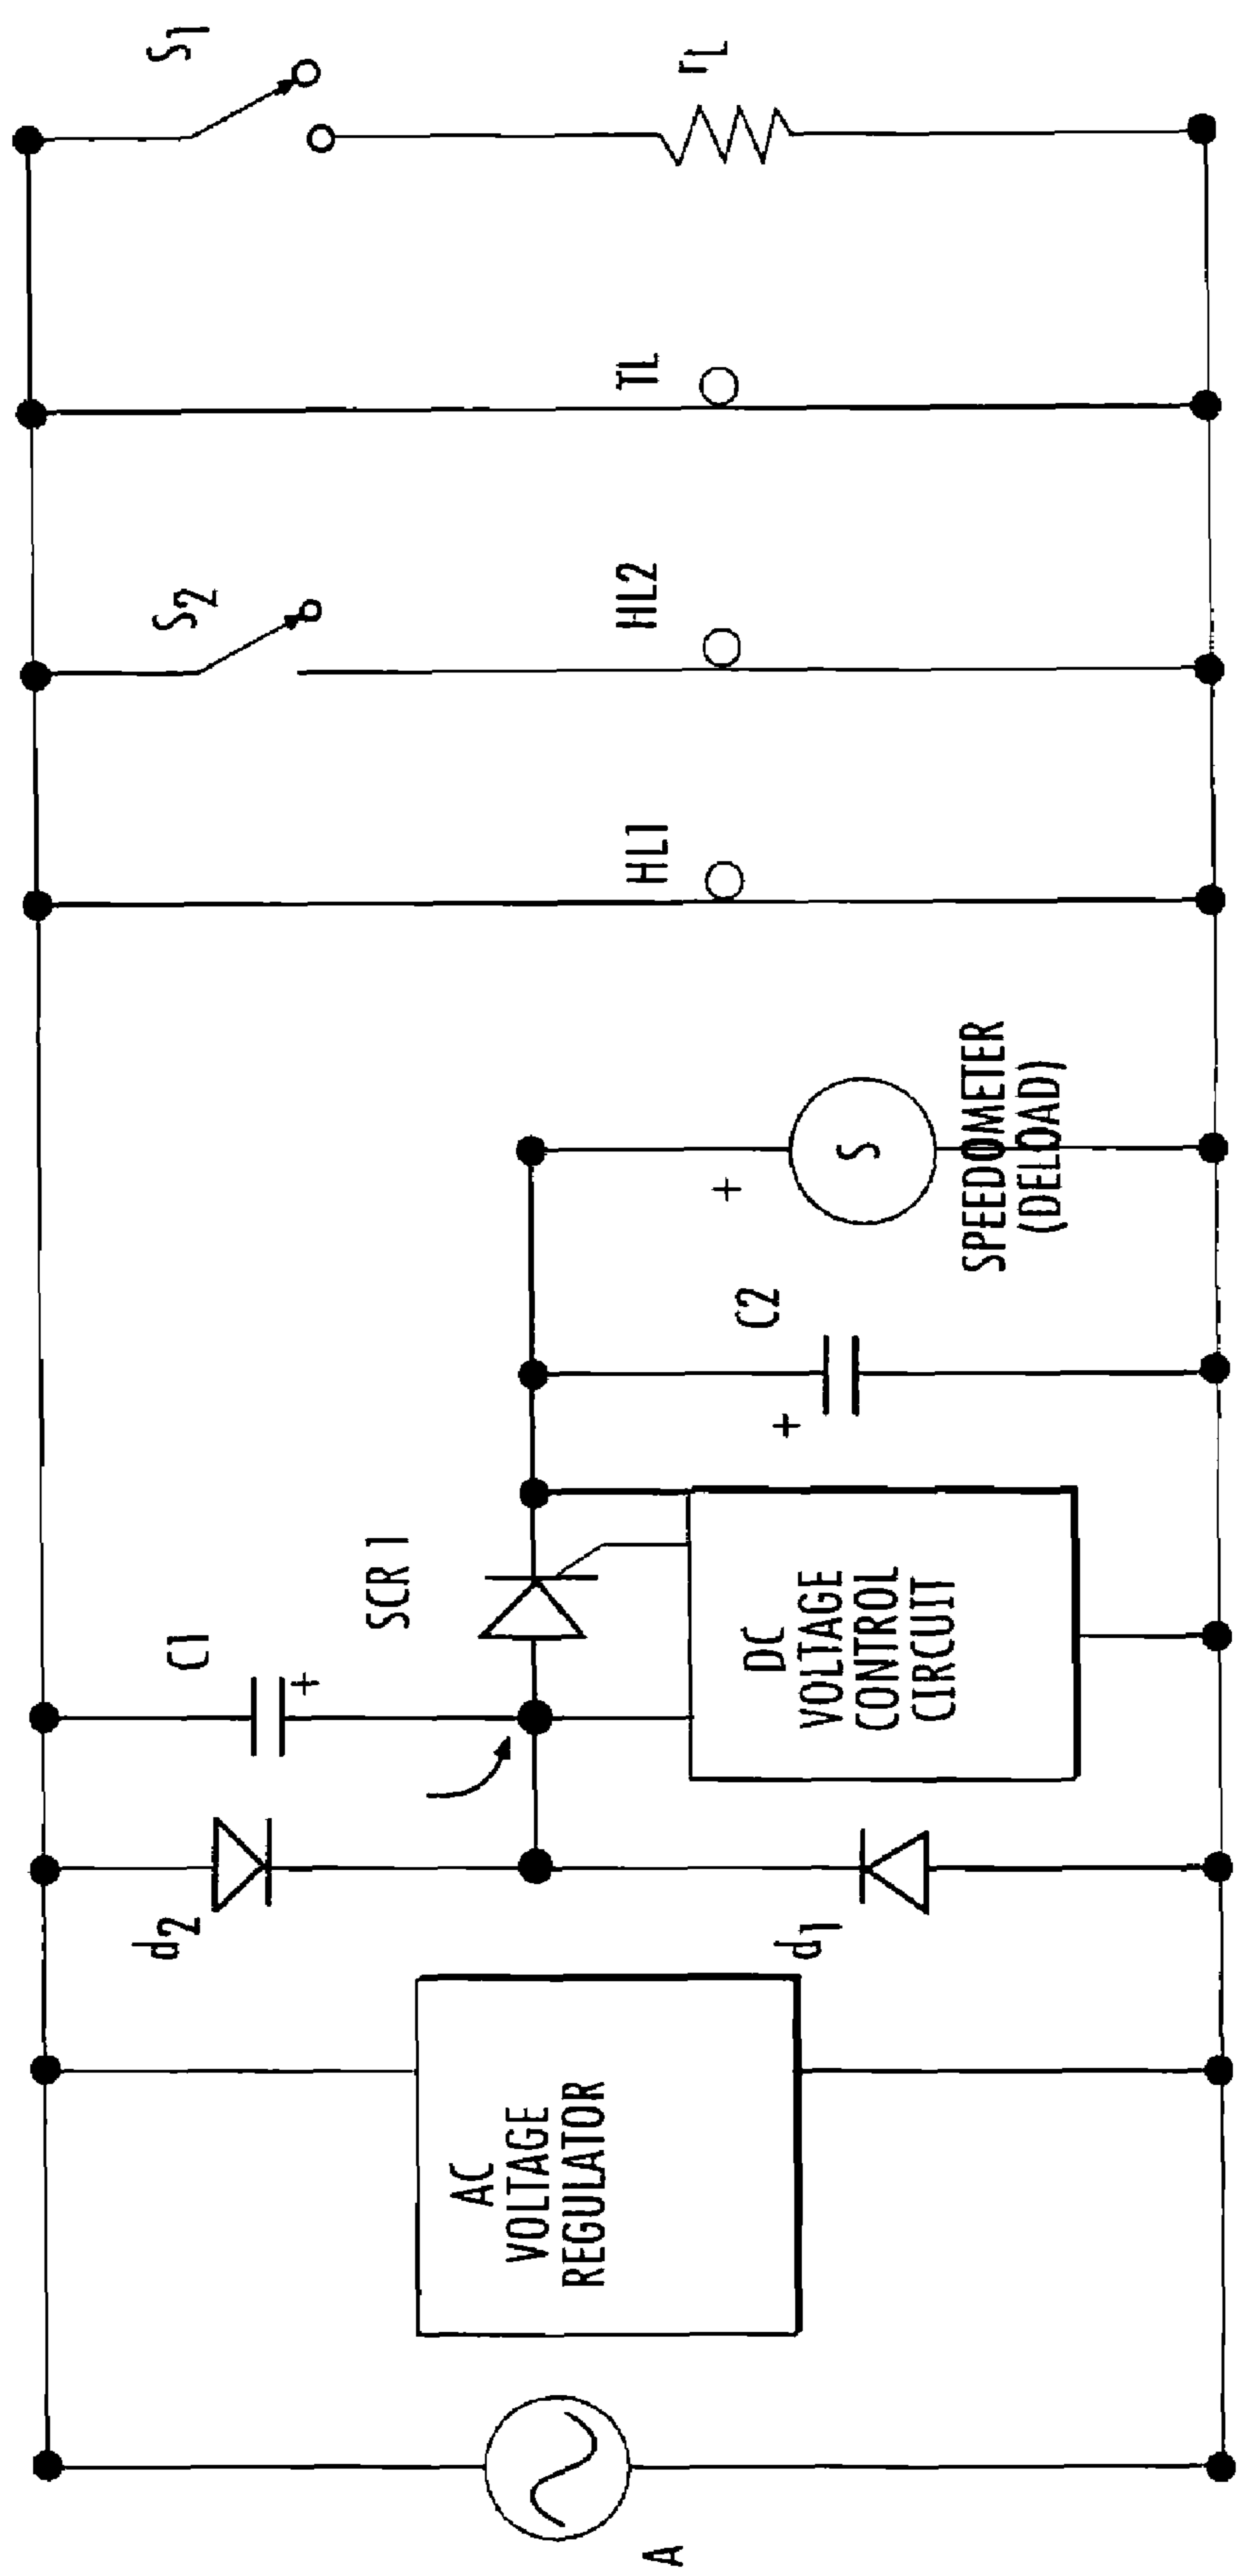 A
AC
VOLTAGE
REGULATOR
d2
d1
C1
+
SCR 1
DC
VOLTAGE
CONTROL
CIRCUIT
+
C2
+
S
SPEEDOMETER
(DELOAD)
HL1
S2
HL2
TL
S1
rL